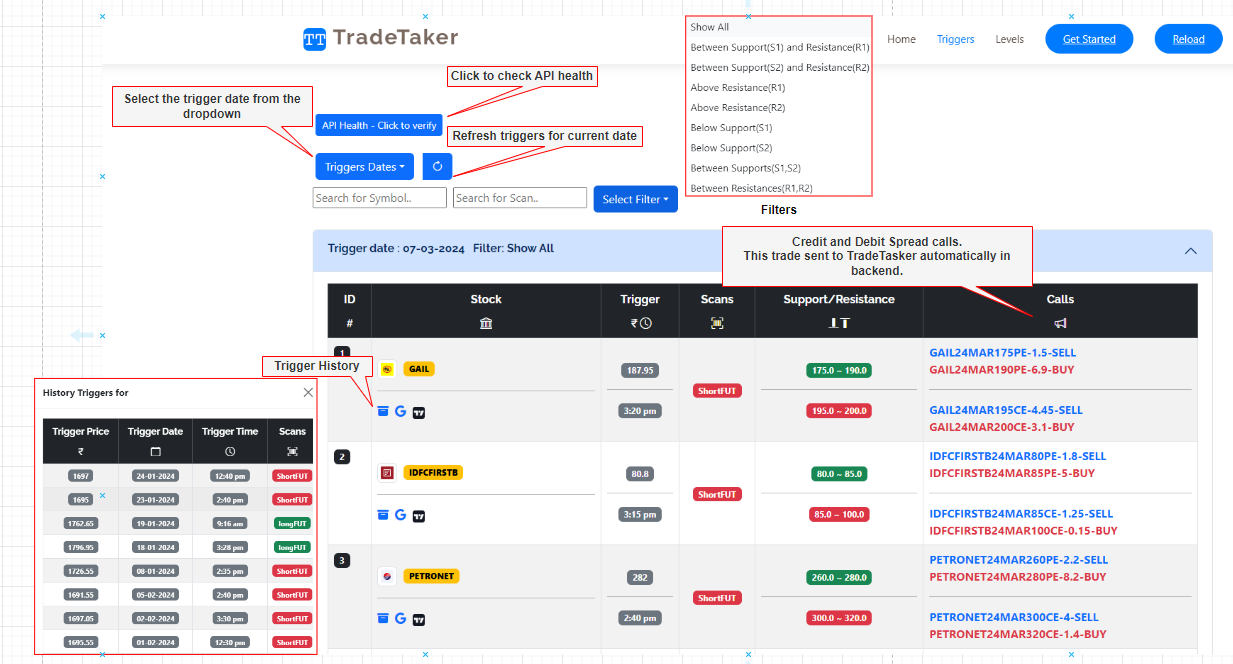 TT TradeTaker
Home
Triggers
Levels
Get Started
Reload
Show All
Between Support(S1) and Resistance(R1)
Between Support(S2) and Resistance(R2)
Above Resistance(R1)
Above Resistance(R2)
Below Support(S1)
Below Support(S2)
Between Supports(S1,S2)
Between Resistances(R1,R2)
Filters
Click to check API health
Select the trigger date from the
dropdown
API Health - Click to verify
Refresh triggers for current date
Triggers Dates
Search for Symbol..
Search for Scan..
Select Filter
Trigger date : 07-03-2024 Filter: Show All
Credit and Debit Spread calls.
This trade sent to TradeTasker automatically in
backend.
ID Stock Trigger Scans Support/Resistance Calls
# ₹
1
GAIL
187.95
3:20 pm
ShortFUT
175.0 ~ 190.0
195.0 ~ 200.0
GAIL24MAR175PE-1.5-SELL
GAIL24MAR190PE-6.9-BUY
GAIL24MAR195CE-4.45-SELL
GAIL24MAR200CE-3.1-BUY
Trigger History
2
IDFCFIRSTB
80.8
3:15 pm
ShortFUT
80.0 ~ 85.0
85.0 ~ 100.0
IDFCFIRSTB24MAR80PE-1.8-SELL
IDFCFIRSTB24MAR85PE-5-BUY
IDFCFIRSTB24MAR85CE-1.25-SELL
IDFCFIRSTB24MAR100CE-0.15-BUY
3
PETRONET
282
2:40 pm
ShortFUT
260.0 ~ 280.0
300.0 ~ 320.0
PETRONET24MAR260PE-2.2-SELL
PETRONET24MAR280PE-8.2-BUY
PETRONET24MAR300CE-4-SELL
PETRONET24MAR320CE-1.4-BUY
History Triggers for
Trigger Price Trigger Date Trigger Time Scans
₹
1697 24-01-2024 12:40 pm ShortFUT
1695 23-01-2024 2:40 pm ShortFUT
1762.65 19-01-2024 9:16 am longFUT
1796.95 18-01-2024 3:28 pm longFUT
1726.55 08-01-2024 2:35 pm ShortFUT
1691.55 05-02-2024 2:40 pm ShortFUT
1697.05 02-02-2024 3:30 pm ShortFUT
1695.55 01-02-2024 12:30 pm ShortFUT